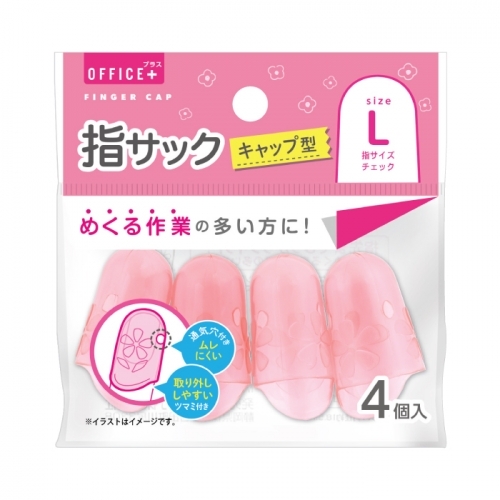 OFFICE+プラス
FINGER CAP
指サック
キャップ型
size
L
指サイズ
チェック
めくる作業の多い方に!
通気穴付き
ムレ
にくい
取り外し
しやすい
ツマミ付き
※イラストはイメージです。
4個入